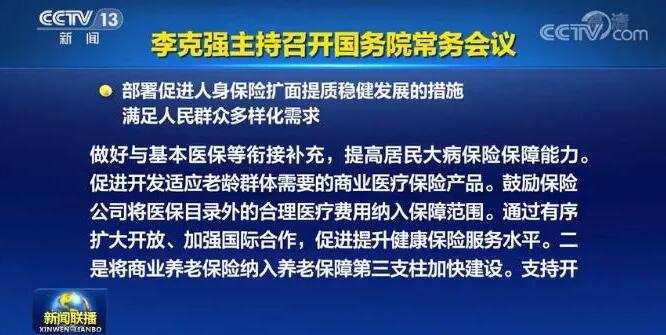 CCTV 13
新闻
高清
CCTV.com
李克强主持召开国务院常务会议
部署促进人身保险扩面提质稳健发展的措施
满足人民群众多样化需求
做好与基本医保等衔接补充，提高居民大病保险保障能力。
促进开发适应老龄群体需要的商业医疗保险产品。鼓励保险
公司将医保目录外的合理医疗费用纳入保障范围。通过有序
扩大开放、加强国际合作，促进提升健康保险服务水平。二
是将商业养老保险纳入养老保障第三支柱加快建设。支持开
新闻联播
XINWEN LIANBO